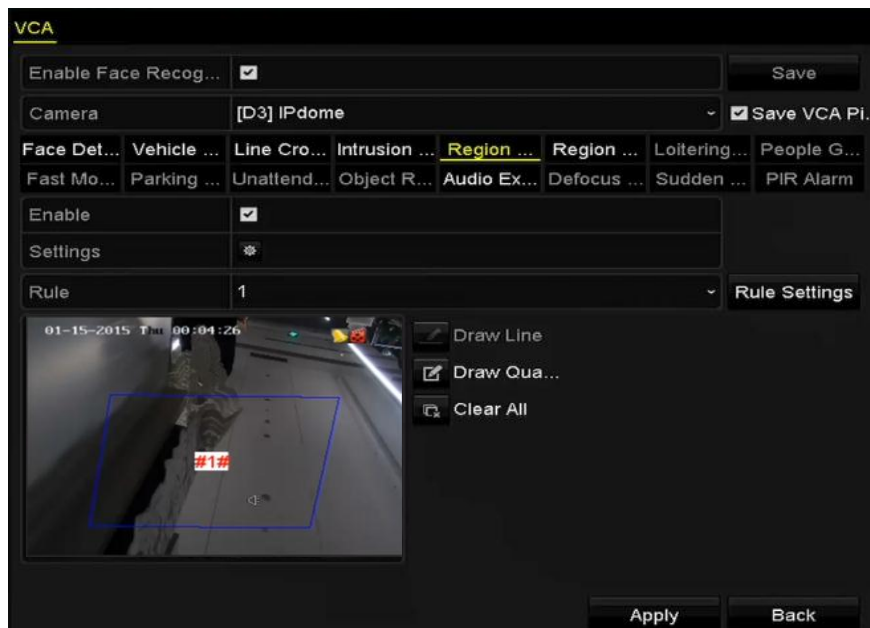 VCA
Enable Face Recog...
Save
Camera
[D3] IPdome
Save VCA Pi.
Face Det... Vehicle ... Line Cro... Intrusion ... Region ... Region ... Loitering... People G...
Fast Mo... Parking ... Unattend... Object R... Audio Ex... Defocus ... Sudden ... PIR Alarm
Enable
Settings
Rule
1
Rule Settings
01-15-2015 Thu 00:04:26
Draw Line
Draw Qua...
Clear All
#1#
Apply
Back